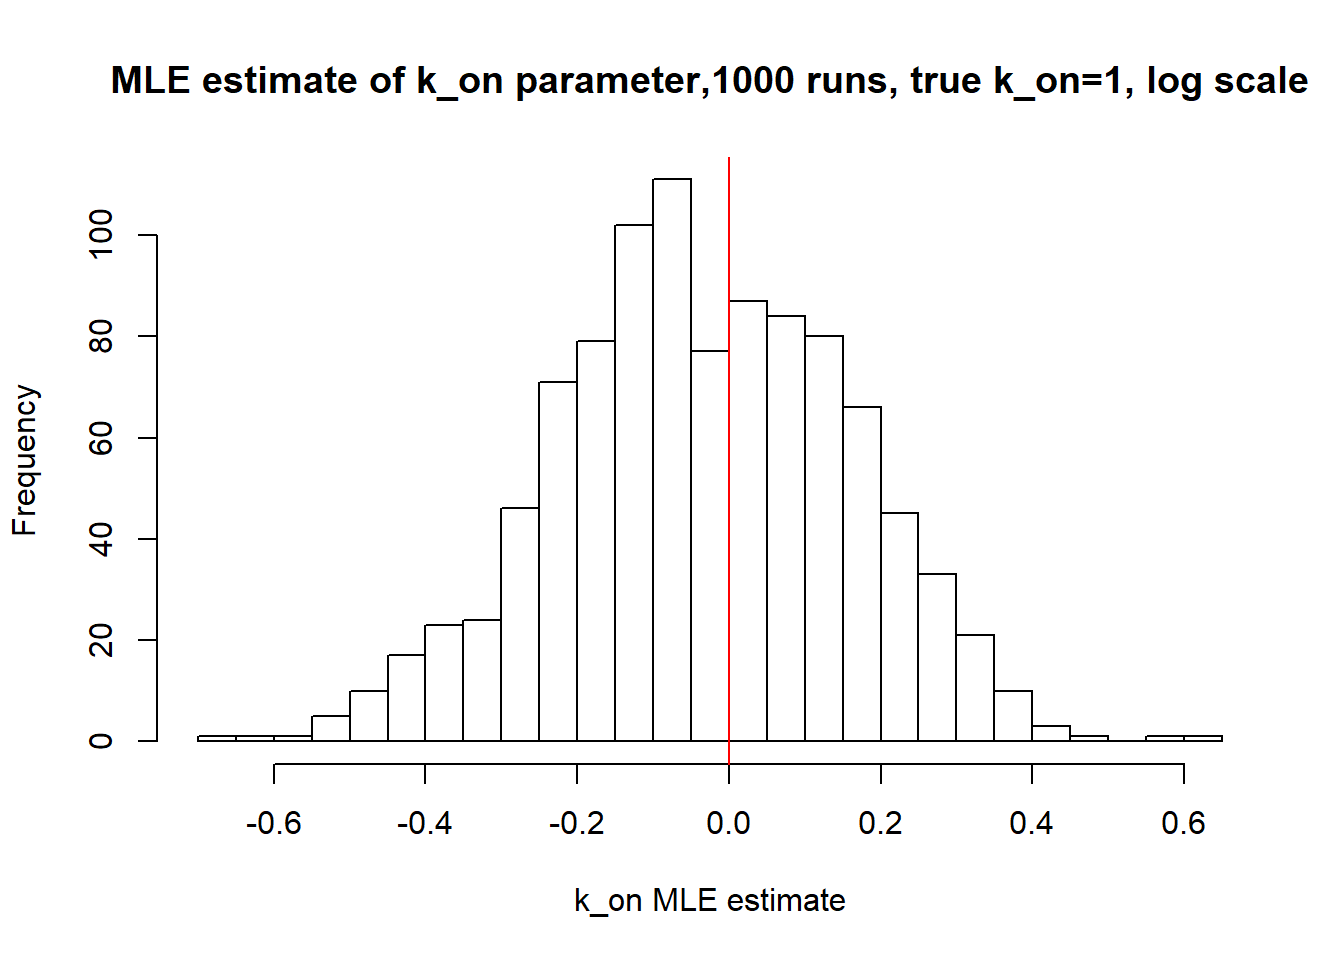 MLE estimate of k_on parameter,1000 runs, true k_on=1, log scale
Frequency
100
80
60
40
20
0
-0.6 -0.4 -0.2 0.0 0.2 0.4 0.6
k_on MLE estimate